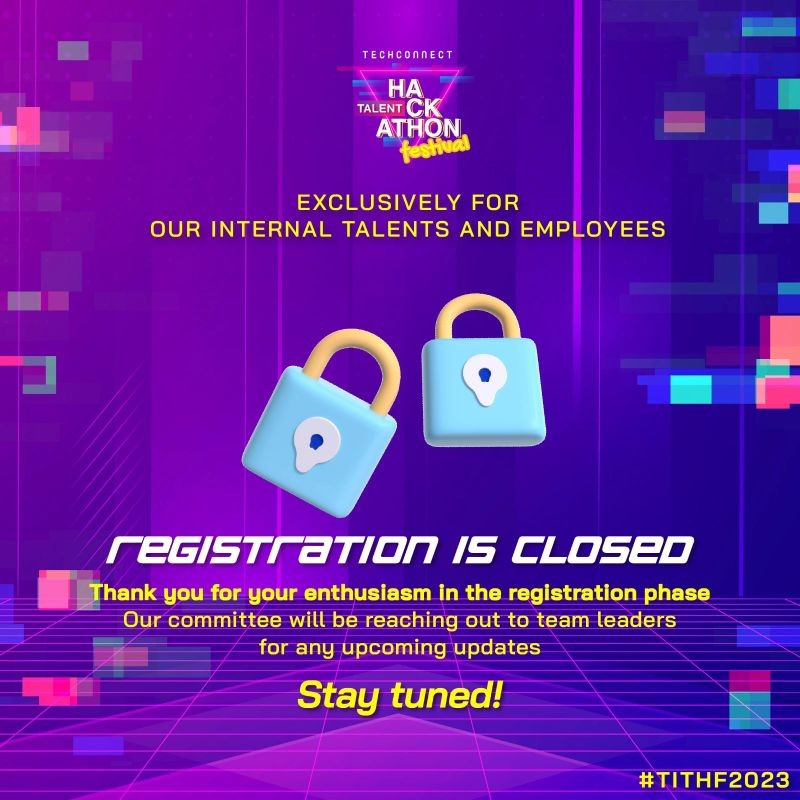 TECHCONNECT
HA
TALENT CK
ATHON
festival
EXCLUSIVELY FOR
OUR INTERNAL TALENTS AND EMPLOYEES
REGISTRATION IS CLOSED
Thank you for your enthusiasm in the registration phase
Our committee will be reaching out to team leaders
for any upcoming updates
Stay tuned!
#TITHF2023